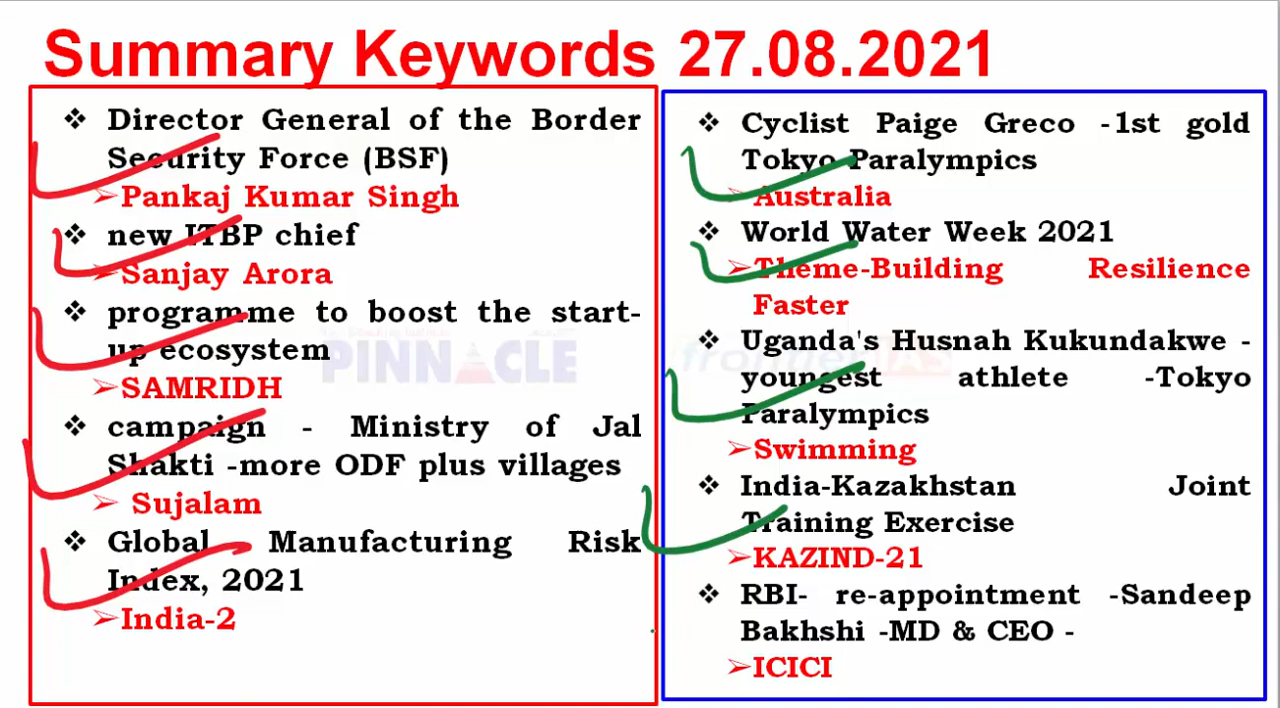 Summary Keywords 27.08.2021
❖ Director General of the Border
Security Force (BSF)
➢Pankaj Kumar Singh
❖ new ITBP chief
➢Sanjay Arora
❖ programme to boost the start-
up ecosystem
➢SAMRIDH
❖ campaign - Ministry of Jal
Shakti -more ODF plus villages
➢ Sujalam
❖ Global Manufacturing Risk
Index, 2021
➢India-2
PINNACLE
❖ Cyclist Paige Greco -1st gold
Tokyo Paralympics
➢Australia
❖ World Water Week 2021
➢Theme-Building Resilience
Faster
❖ Uganda's Husnah Kukundakwe -
youngest athlete -Tokyo
Paralympics
➢Swimming
❖ India-Kazakhstan Joint
Training Exercise
➢KAZIND-21
❖ RBI- re-appointment -Sandeep
Bakhshi -MD & CEO -
➢ICICI